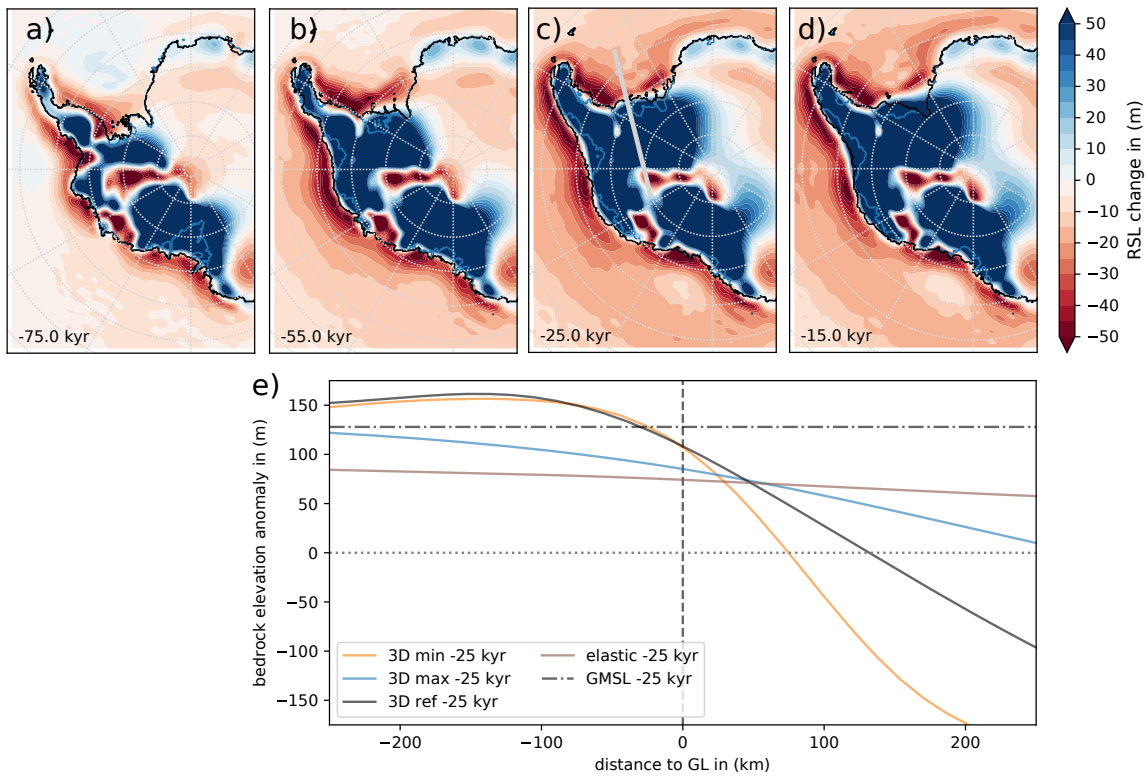 a)
b)
c)
d)
-75.0 kyr
-55.0 kyr
-25.0 kyr
-15.0 kyr
50
40
30
20
10
0
−10
−20
−30
−40
−50
RSL change in (m)
e)
150
100
50
0
−50
−100
−150
bedrock elevation anomaly in (m)
3D min -25 kyr
3D max -25 kyr
3D ref -25 kyr
elastic -25 kyr
GMSL -25 kyr
−200
−100
0
100
200
distance to GL in (km)